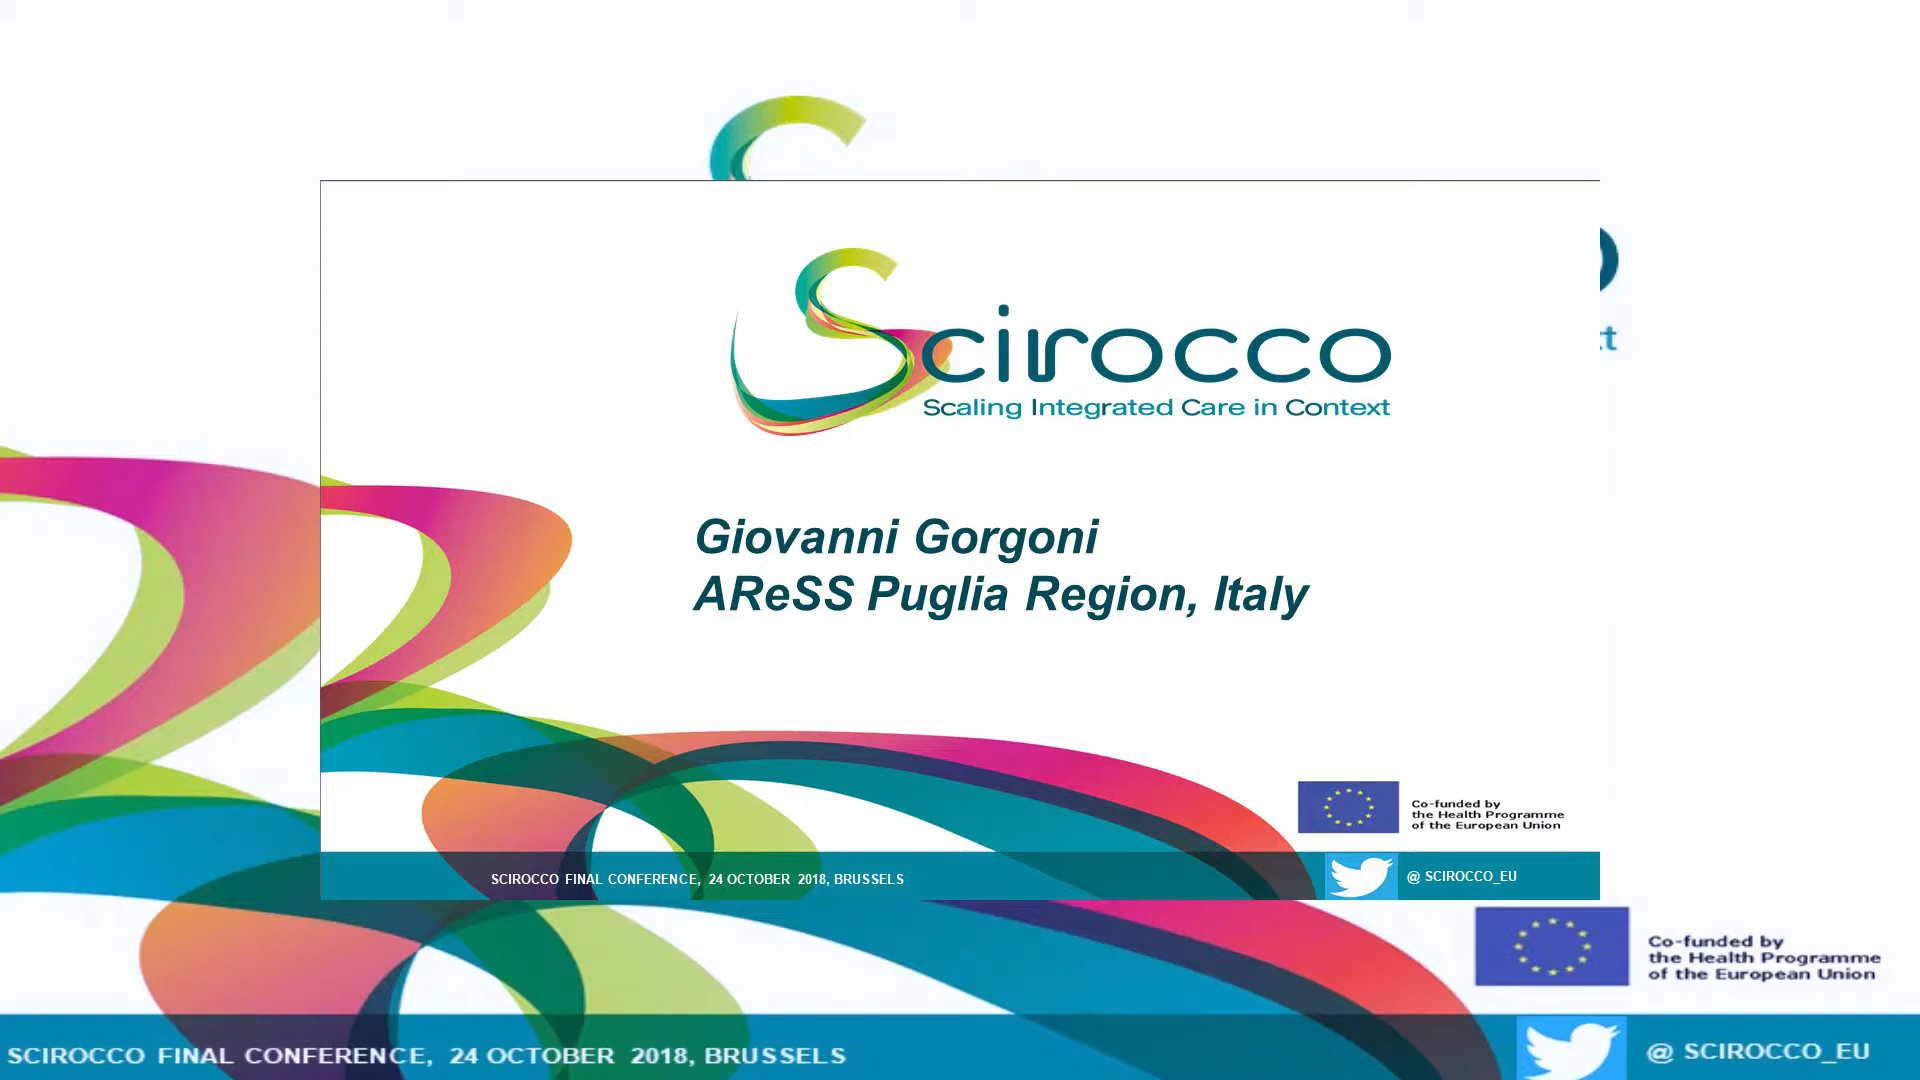 Scirocco
Scaling Integrated Care in Context
Giovanni Gorgoni
AReSS Puglia Region, Italy
Co-funded by
the Health Programme
of the European Union
SCIROCCO FINAL CONFERENCE, 24 OCTOBER 2018, BRUSSELS
@ SCIROCCO_EU
Co-funded by
the Health Programme
of the European Union
SCIROCCO FINAL CONFERENCE, 24 OCTOBER 2018, BRUSSELS
@ SCIROCCO_EU